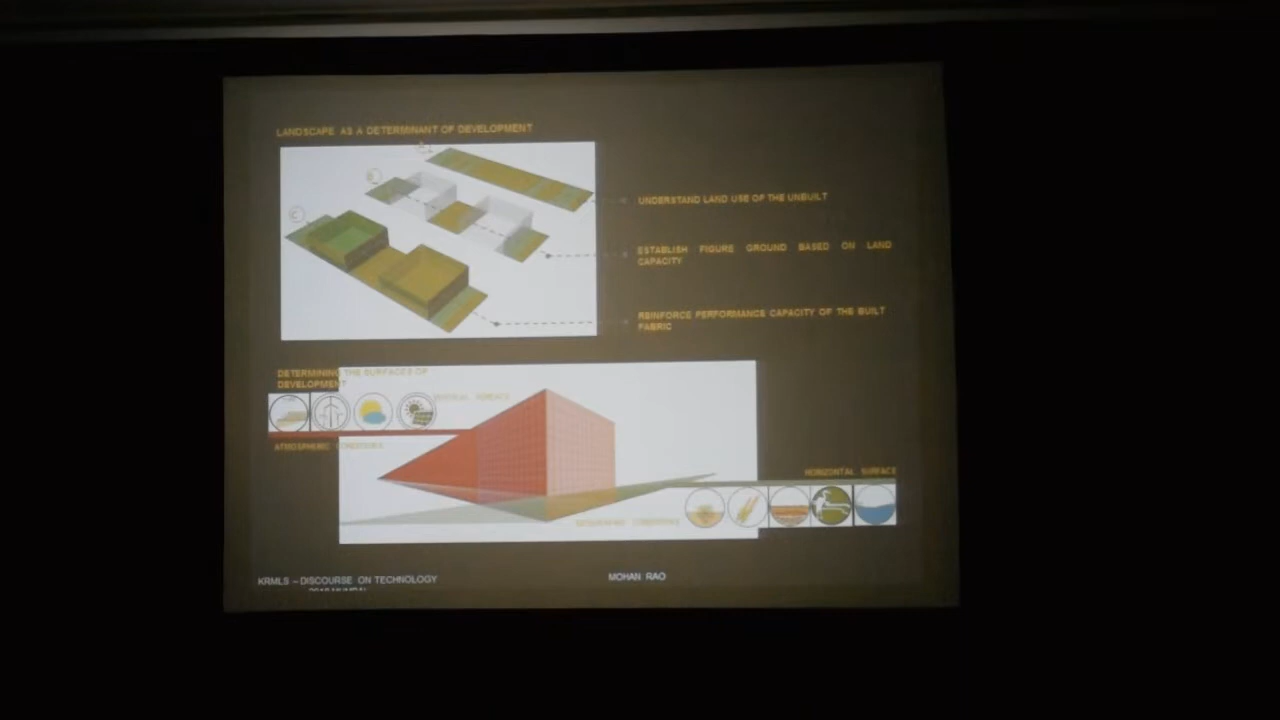 LANDSCAPE AS A DETERMINANT OF DEVELOPMENT
C
UNDERSTAND LAND USE OF THE UNBUILT
ESTABLISH FIGURE GROUND BASED ON LAND
CAPACITY
REINFORCE PERFORMANCE CAPACITY OF THE BUILT
FABRIC
DETERMINING THE SURFACES OF
DEVELOPMENT
SURFACE
ATMOSPHERIC
HORIZONTAL SURFACE
KRMLS – DISCOURSE ON TECHNOLOGY
MOHAN RAO